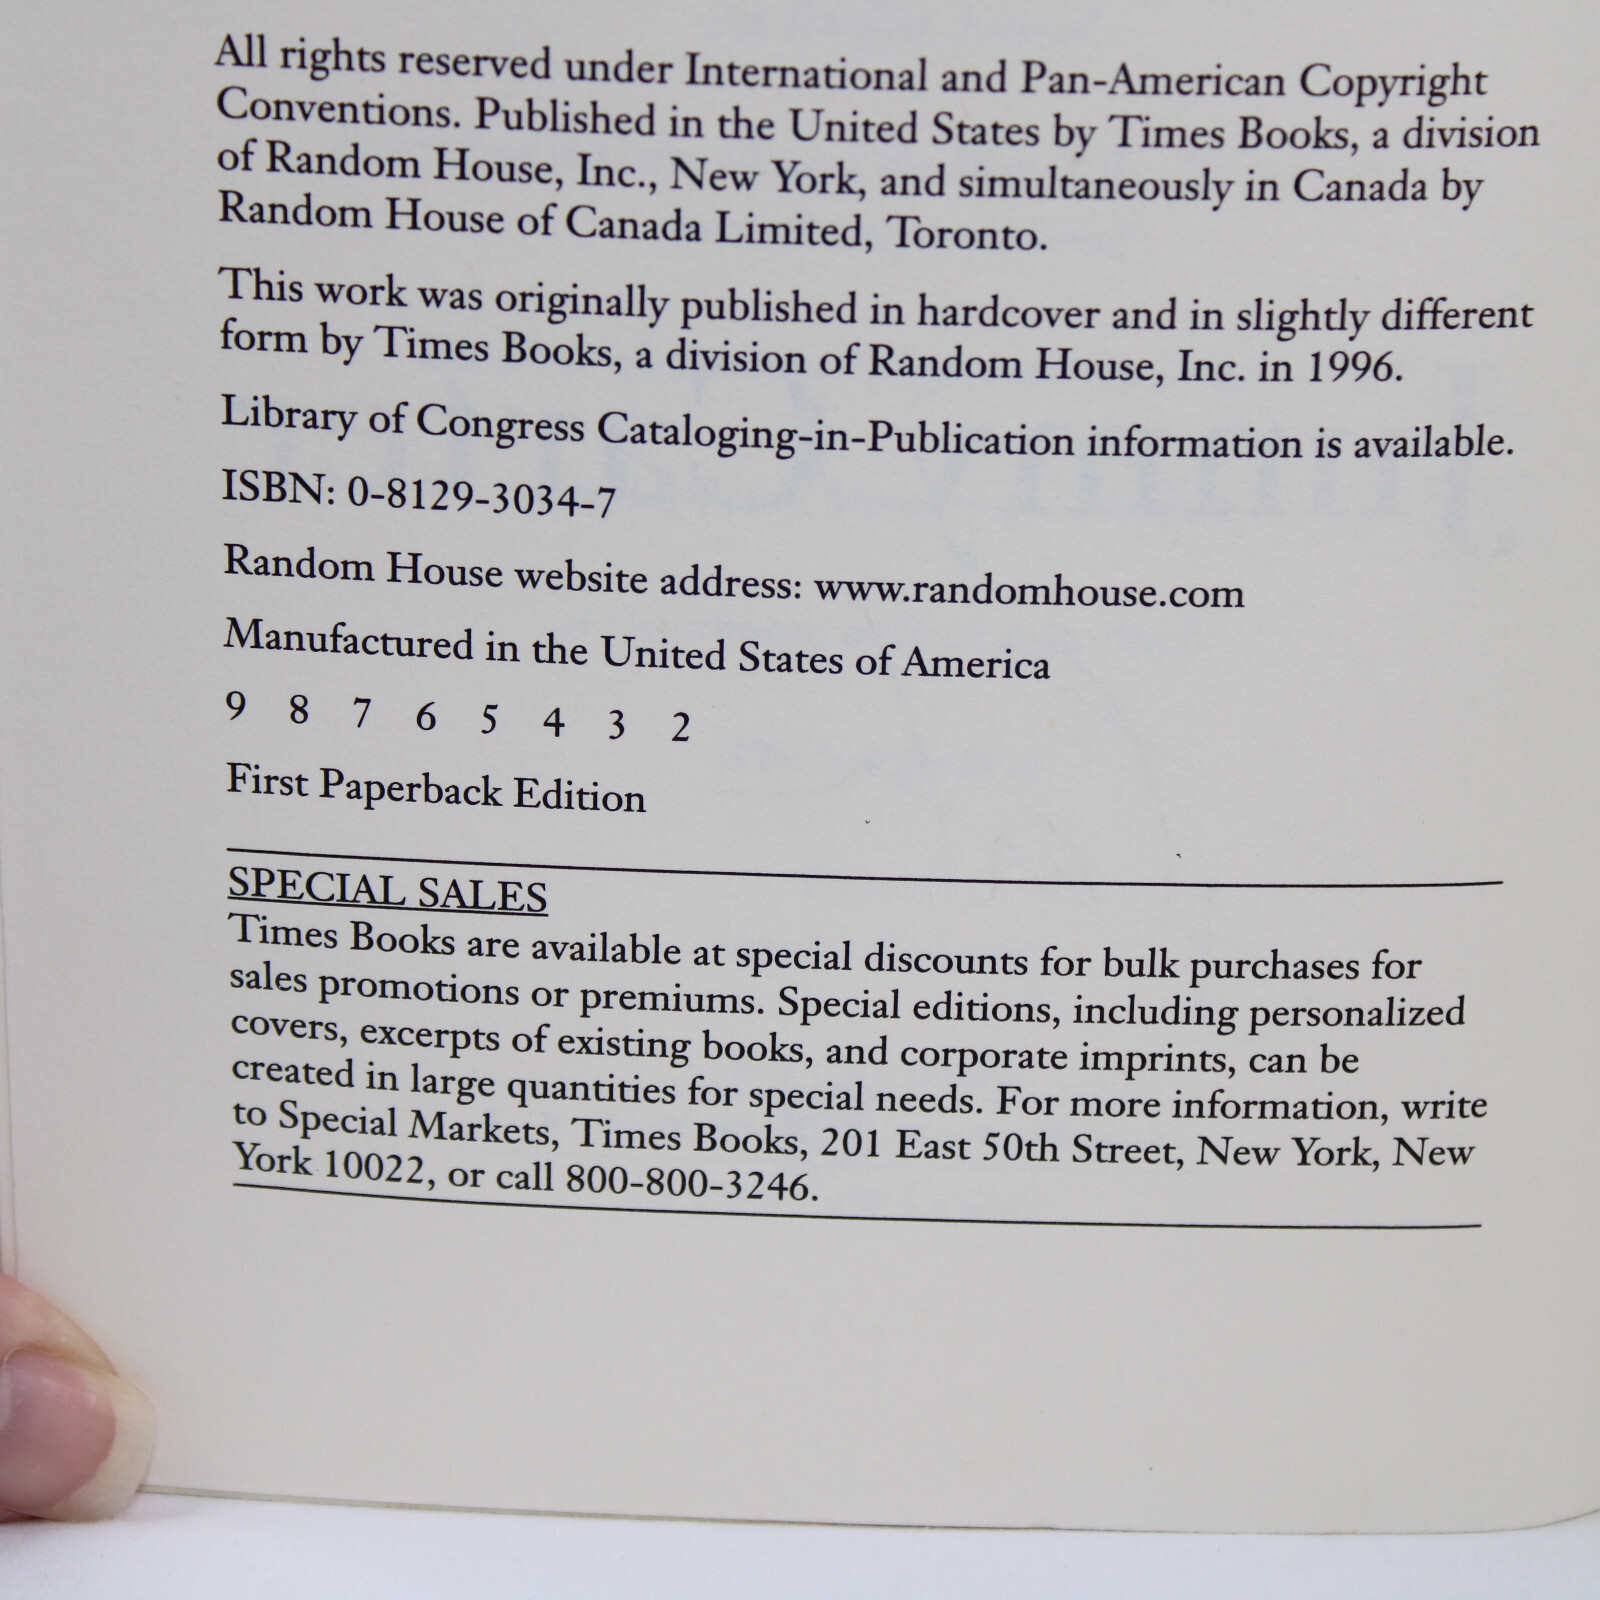 All rights reserved under International and Pan-American Copyright
Conventions. Published in the United States by Times Books, a division
of Random House, Inc., New York, and simultaneously in Canada by
Random House of Canada Limited, Toronto.
This work was originally published in hardcover and in slightly different
form by Times Books, a division of Random House, Inc. in 1996.
Library of Congress Cataloging-in-Publication information is available.
ISBN: 0-8129-3034-7
Random House website address: www.randomhouse.com
Manufactured in the United States of America
9 8 7 6 5 4 3 2
First Paperback Edition
SPECIAL SALES
Times Books are available at special discounts for bulk purchases for
sales promotions or premiums. Special editions, including personalized
covers, excerpts of existing books, and corporate imprints, can be
created in large quantities for special needs. For more information, write
to Special Markets, Times Books, 201 East 50th Street, New York, New
York 10022, or call 800-800-3246.